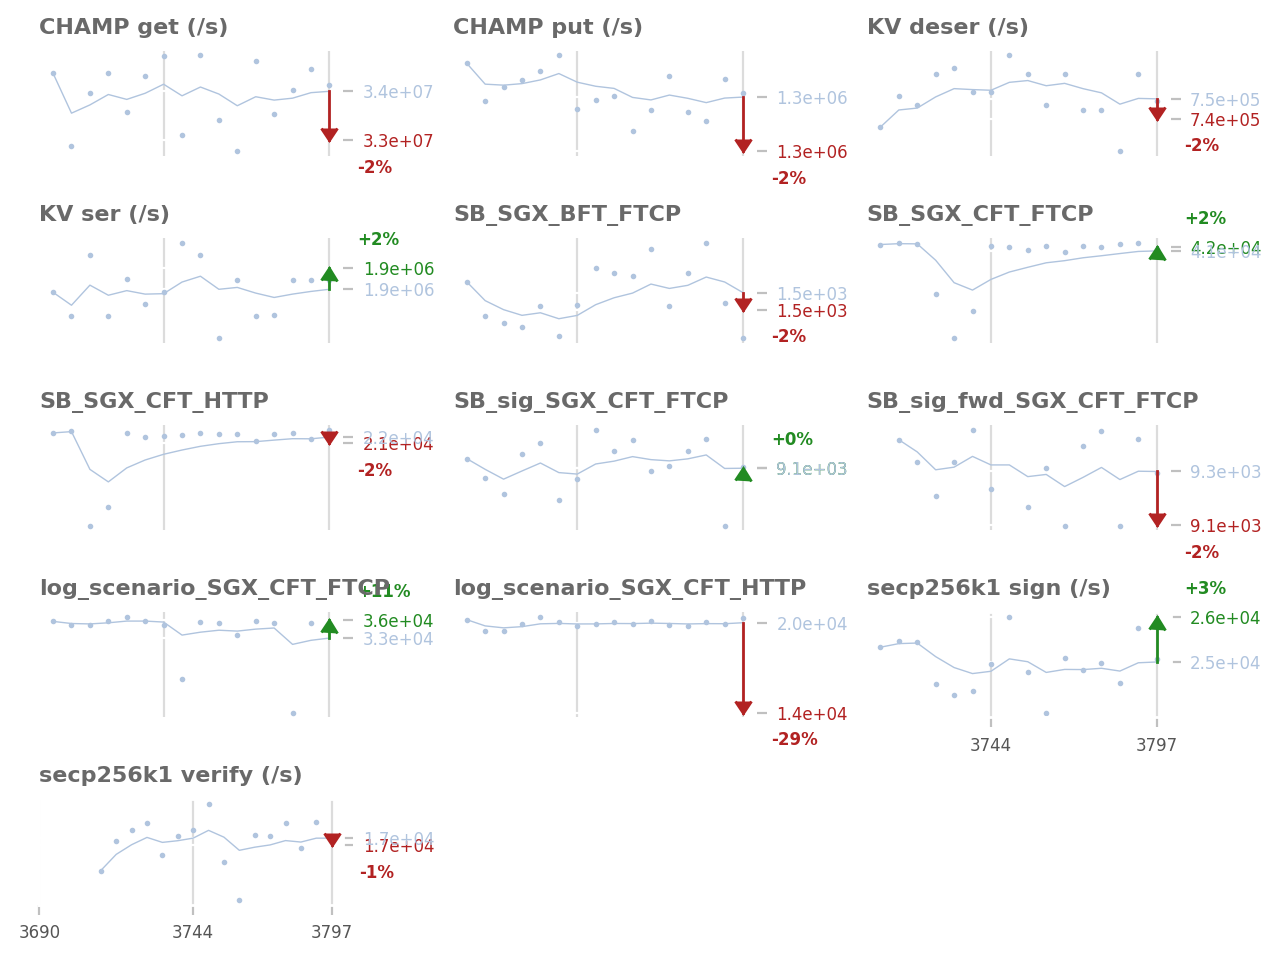 CHAMP get (/s)
3.4e+07
3.3e+07
-2%
CHAMP put (/s)
1.3e+06
1.3e+06
-2%
KV deser (/s)
7.5e+05
7.4e+05
-2%
KV ser (/s)
+2%
1.9e+06
1.9e+06
SB_SGX_BFT_FTCP
1.5e+03
1.5e+03
-2%
SB_SGX_CFT_FTCP
+2%
4.2e+04
4.1e+04
SB_SGX_CFT_HTTP
2.2e+04
2.1e+04
-2%
SB_sig_SGX_CFT_FTCP
+0%
9.1e+03
SB_sig_fwd_SGX_CFT_FTCP
9.3e+03
9.1e+03
-2%
log_scenario_SGX_CFT_FTCP
+11%
3.6e+04
3.3e+04
log_scenario_SGX_CFT_HTTP
2.0e+04
1.4e+04
-29%
secp256k1 sign (/s)
+3%
2.6e+04
2.5e+04
3744
3797
secp256k1 verify (/s)
1.7e+04
1.7e+04
-1%
3690
3744
3797